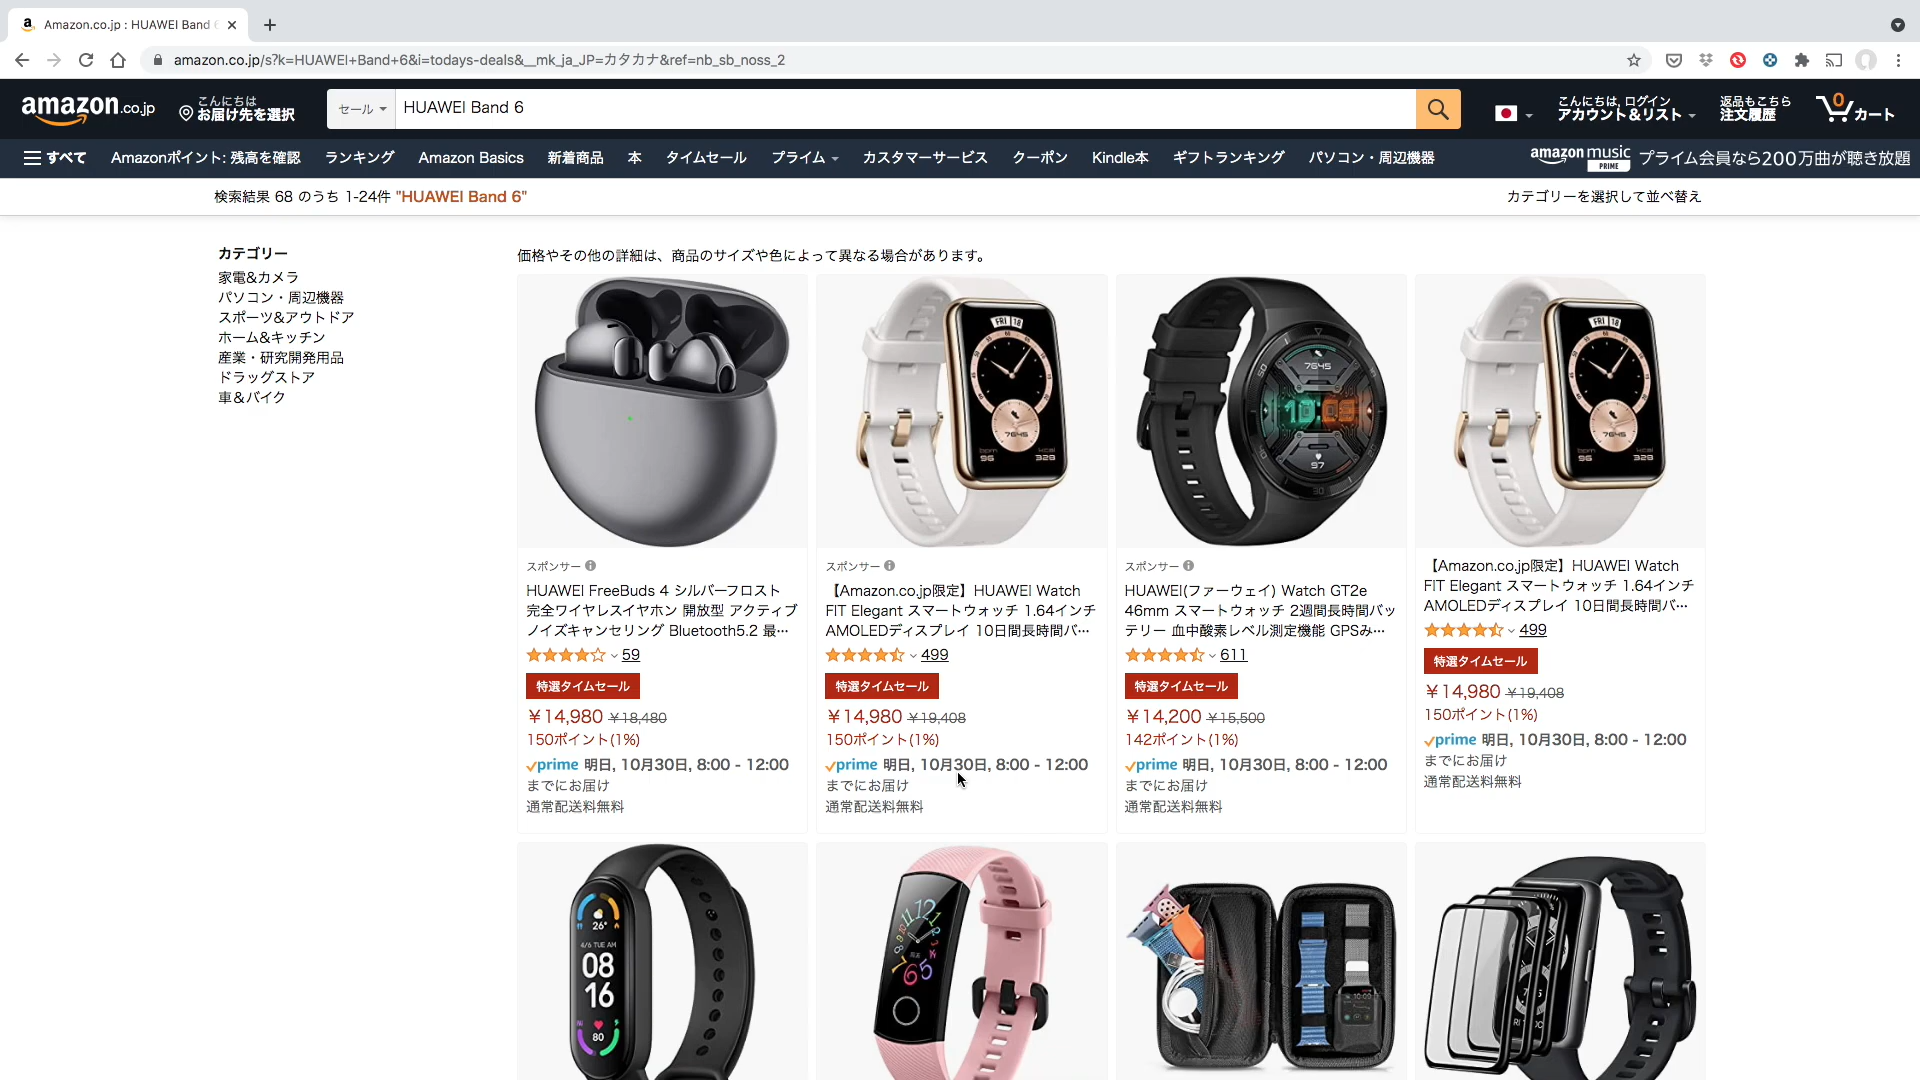 Amazon.co.jp : HUAWEI Band 6
amazon.co.jp/s?k=HUAWEI+Band+6&i=todays-deals&__mk_ja_JP=カタカナ&ref=nb_sb_noss_2
amazon.co.jp
こんにちは
お届け先を選択
セール
HUAWEI Band 6
こんにちは, ログイン
アカウント&リスト
返品もこちら
注文履歴
0
カート
すべて
Amazonポイント: 残高を確認
ランキング
Amazon Basics
新着商品
本
タイムセール
プライム
カスタマーサービス
クーポン
Kindle本
ギフトランキング
パソコン・周辺機器
amazon music PRIME プライム会員なら200万曲が聴き放題
検索結果 68 のうち 1-24件 "HUAWEI Band 6"
カテゴリーを選択して並べ替え
カテゴリー
家電&カメラ
パソコン・周辺機器
スポーツ&アウトドア
ホーム&キッチン
産業・研究開発用品
ドラッグストア
車&バイク
価格やその他の詳細は、商品のサイズや色によって異なる場合があります。
スポンサー
HUAWEI FreeBuds 4 シルバーフロスト
完全ワイヤレスイヤホン 開放型 アクティブ
ノイズキャンセリング Bluetooth5.2 最…
59
特選タイムセール
￥14,980 ￥18,480
150ポイント(1%)
prime 明日, 10月30日, 8:00 - 12:00
までにお届け
通常配送料無料
FRI 18
7645
bpm
96
kcal
329
スポンサー
【Amazon.co.jp限定】HUAWEI Watch
FIT Elegant スマートウォッチ 1.64インチ
AMOLEDディスプレイ 10日間長時間バ…
499
特選タイムセール
￥14,980 ￥19,408
150ポイント(1%)
prime 明日, 10月30日, 8:00 - 12:00
までにお届け
通常配送料無料
7645
10:08
97
30
スポンサー
HUAWEI(ファーウェイ) Watch GT2e
46mm スマートウォッチ 2週間長時間バッ
テリー 血中酸素レベル測定機能 GPSみ…
611
特選タイムセール
￥14,200 ￥15,500
142ポイント(1%)
prime 明日, 10月30日, 8:00 - 12:00
までにお届け
通常配送料無料
FRI 18
7645
bpm
96
kcal
329
【Amazon.co.jp限定】HUAWEI Watch
FIT Elegant スマートウォッチ 1.64インチ
AMOLEDディスプレイ 10日間長時間バ…
499
特選タイムセール
￥14,980 ￥19,408
150ポイント(1%)
prime 明日, 10月30日, 8:00 - 12:00
までにお届け
通常配送料無料
26°
4/6 TUE AM
08
16
80